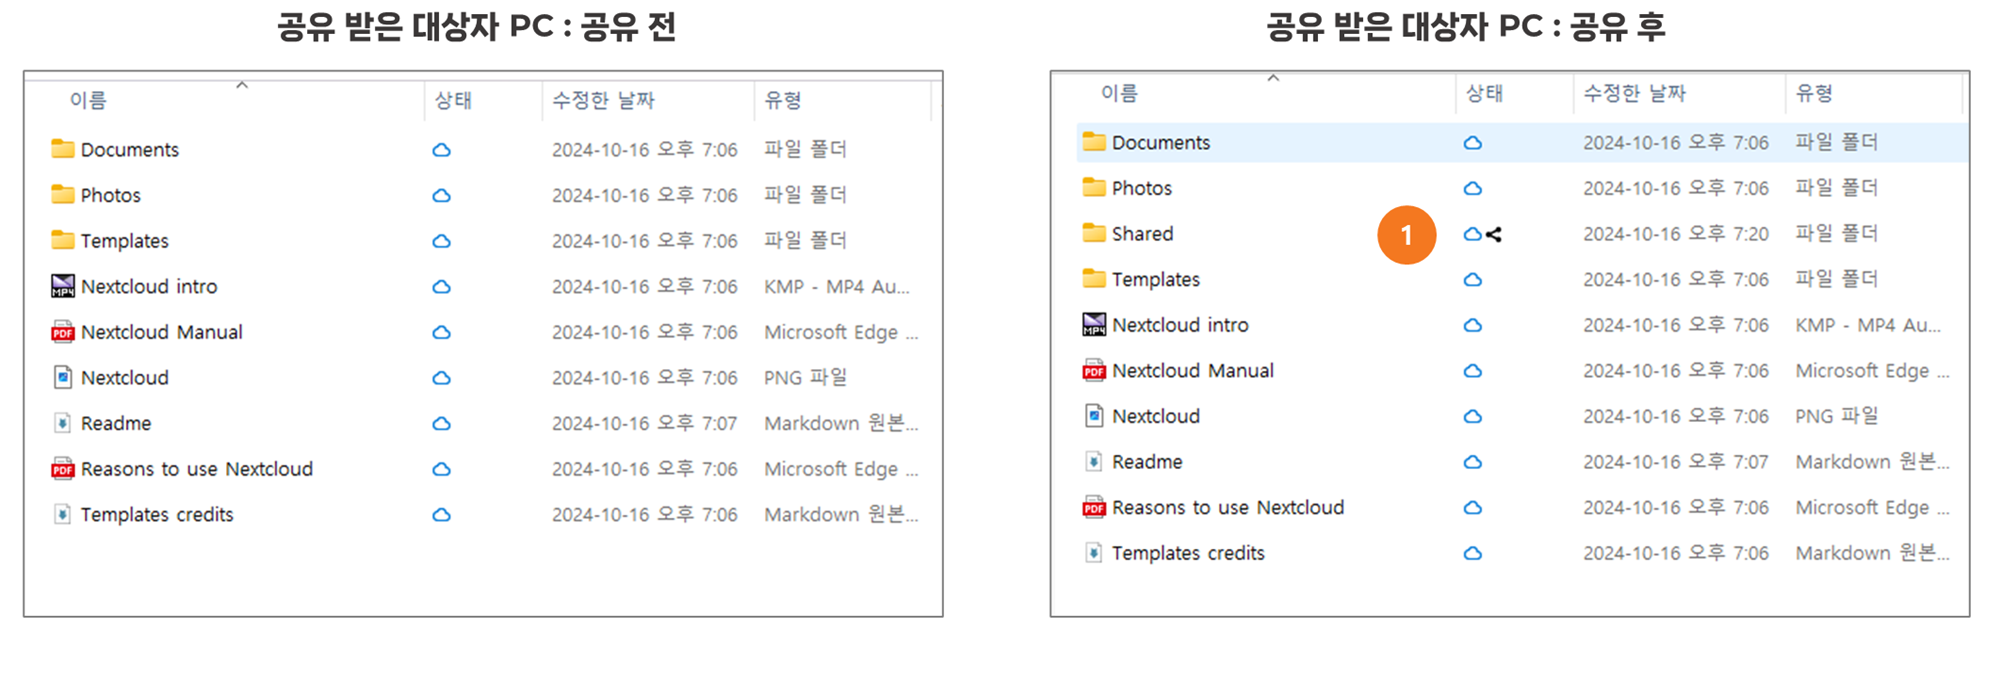 공유 받은 대상자 PC : 공유 전
이름 상태 수정한 날짜 유형
Documents 2024-10-16 오후 7:06 파일 폴더
Photos 2024-10-16 오후 7:06 파일 폴더
Templates 2024-10-16 오후 7:06 파일 폴더
MP4 Nextcloud intro 2024-10-16 오후 7:06 KMP - MP4 Au...
PDF Nextcloud Manual 2024-10-16 오후 7:06 Microsoft Edge ...
Nextcloud 2024-10-16 오후 7:06 PNG 파일
Readme 2024-10-16 오후 7:07 Markdown 원본...
PDF Reasons to use Nextcloud 2024-10-16 오후 7:06 Microsoft Edge ...
Templates credits 2024-10-16 오후 7:06 Markdown 원본...
공유 받은 대상자 PC : 공유 후
이름 상태 수정한 날짜 유형
Documents 2024-10-16 오후 7:06 파일 폴더
Photos 2024-10-16 오후 7:06 파일 폴더
Shared 1 2024-10-16 오후 7:20 파일 폴더
Templates 2024-10-16 오후 7:06 파일 폴더
MP4 Nextcloud intro 2024-10-16 오후 7:06 KMP - MP4 Au...
PDF Nextcloud Manual 2024-10-16 오후 7:06 Microsoft Edge ...
Nextcloud 2024-10-16 오후 7:06 PNG 파일
Readme 2024-10-16 오후 7:07 Markdown 원본...
PDF Reasons to use Nextcloud 2024-10-16 오후 7:06 Microsoft Edge ...
Templates credits 2024-10-16 오후 7:06 Markdown 원본...